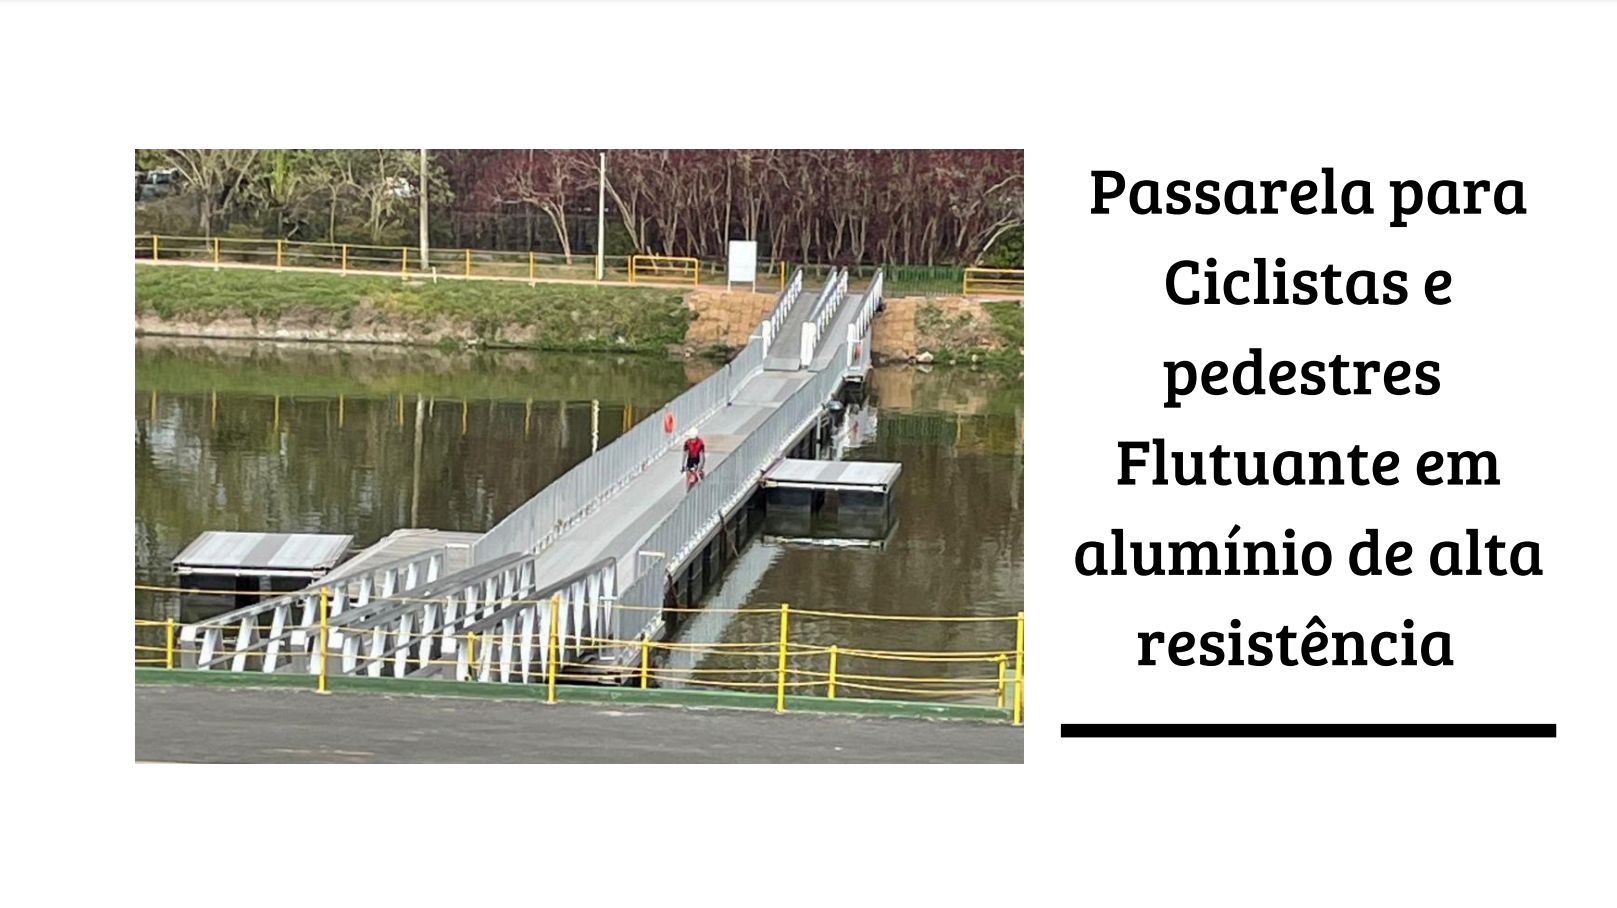 Passarela para
Ciclistas e
pedestres
Flutuante em
alumínio de alta
resistência